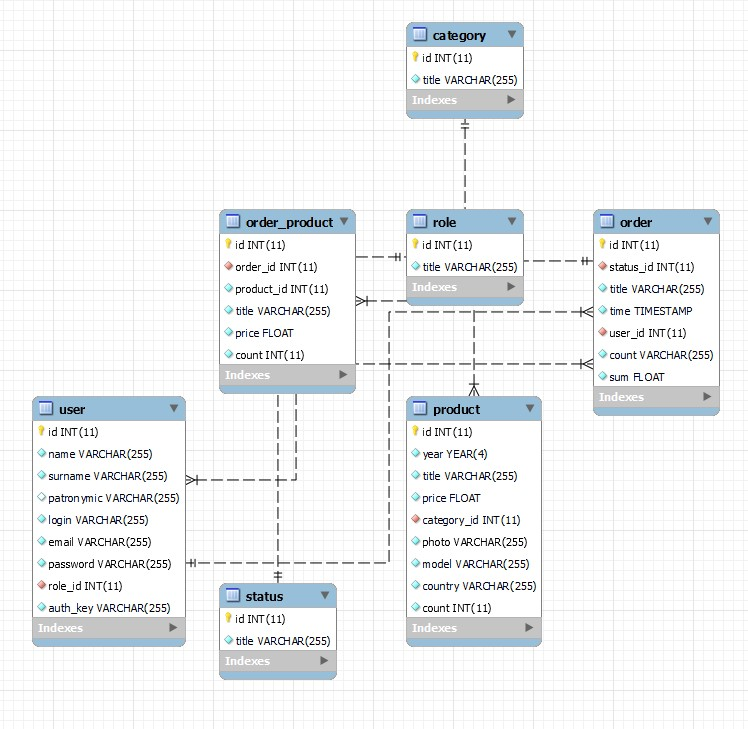 category
id INT(11)
title VARCHAR(255)
Indexes
order_product
id INT(11)
order_id INT(11)
product_id INT(11)
title VARCHAR(255)
price FLOAT
count INT(11)
Indexes
role
id INT(11)
title VARCHAR(255)
Indexes
order
id INT(11)
status_id INT(11)
title VARCHAR(255)
time TIMESTAMP
user_id INT(11)
count VARCHAR(255)
sum FLOAT
Indexes
user
id INT(11)
name VARCHAR(255)
surname VARCHAR(255)
patronymic VARCHAR(255)
login VARCHAR(255)
email VARCHAR(255)
password VARCHAR(255)
role_id INT(11)
auth_key VARCHAR(255)
Indexes
product
id INT(11)
year YEAR(4)
title VARCHAR(255)
price FLOAT
category_id INT(11)
photo VARCHAR(255)
model VARCHAR(255)
country VARCHAR(255)
count INT(11)
Indexes
status
id INT(11)
title VARCHAR(255)
Indexes